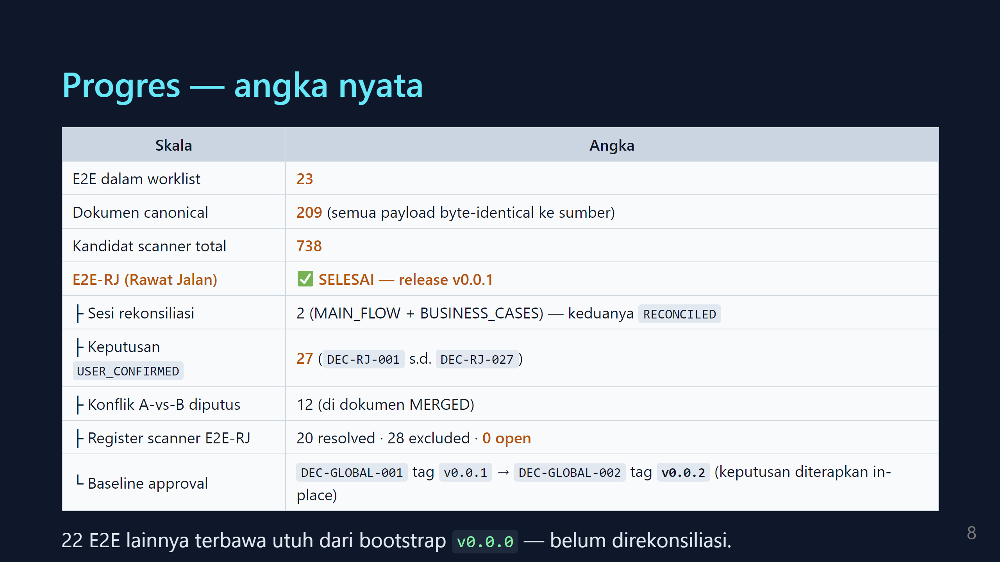 Progres — angka nyata
Skala
Angka
E2E dalam worklist
23
Dokumen canonical
209 (semua payload byte-identical ke sumber)
Kandidat scanner total
738
E2E-RJ (Rawat Jalan)
✅ SELESAI — release v0.0.1
├ Sesi rekonsiliasi
2 (MAIN_FLOW + BUSINESS_CASES) — keduanya RECONCILED
├ Keputusan
USER_CONFIRMED
27 (DEC-RJ-001 s.d. DEC-RJ-027)
├ Konflik A-vs-B diputus
12 (di dokumen MERGED)
├ Register scanner E2E-RJ
20 resolved · 28 excluded · 0 open
└ Baseline approval
DEC-GLOBAL-001 tag v0.0.1 → DEC-GLOBAL-002 tag v0.0.2 (keputusan diterapkan in-
place)
22 E2E lainnya terbawa utuh dari bootstrap v0.0.0 — belum direkonsiliasi.
8